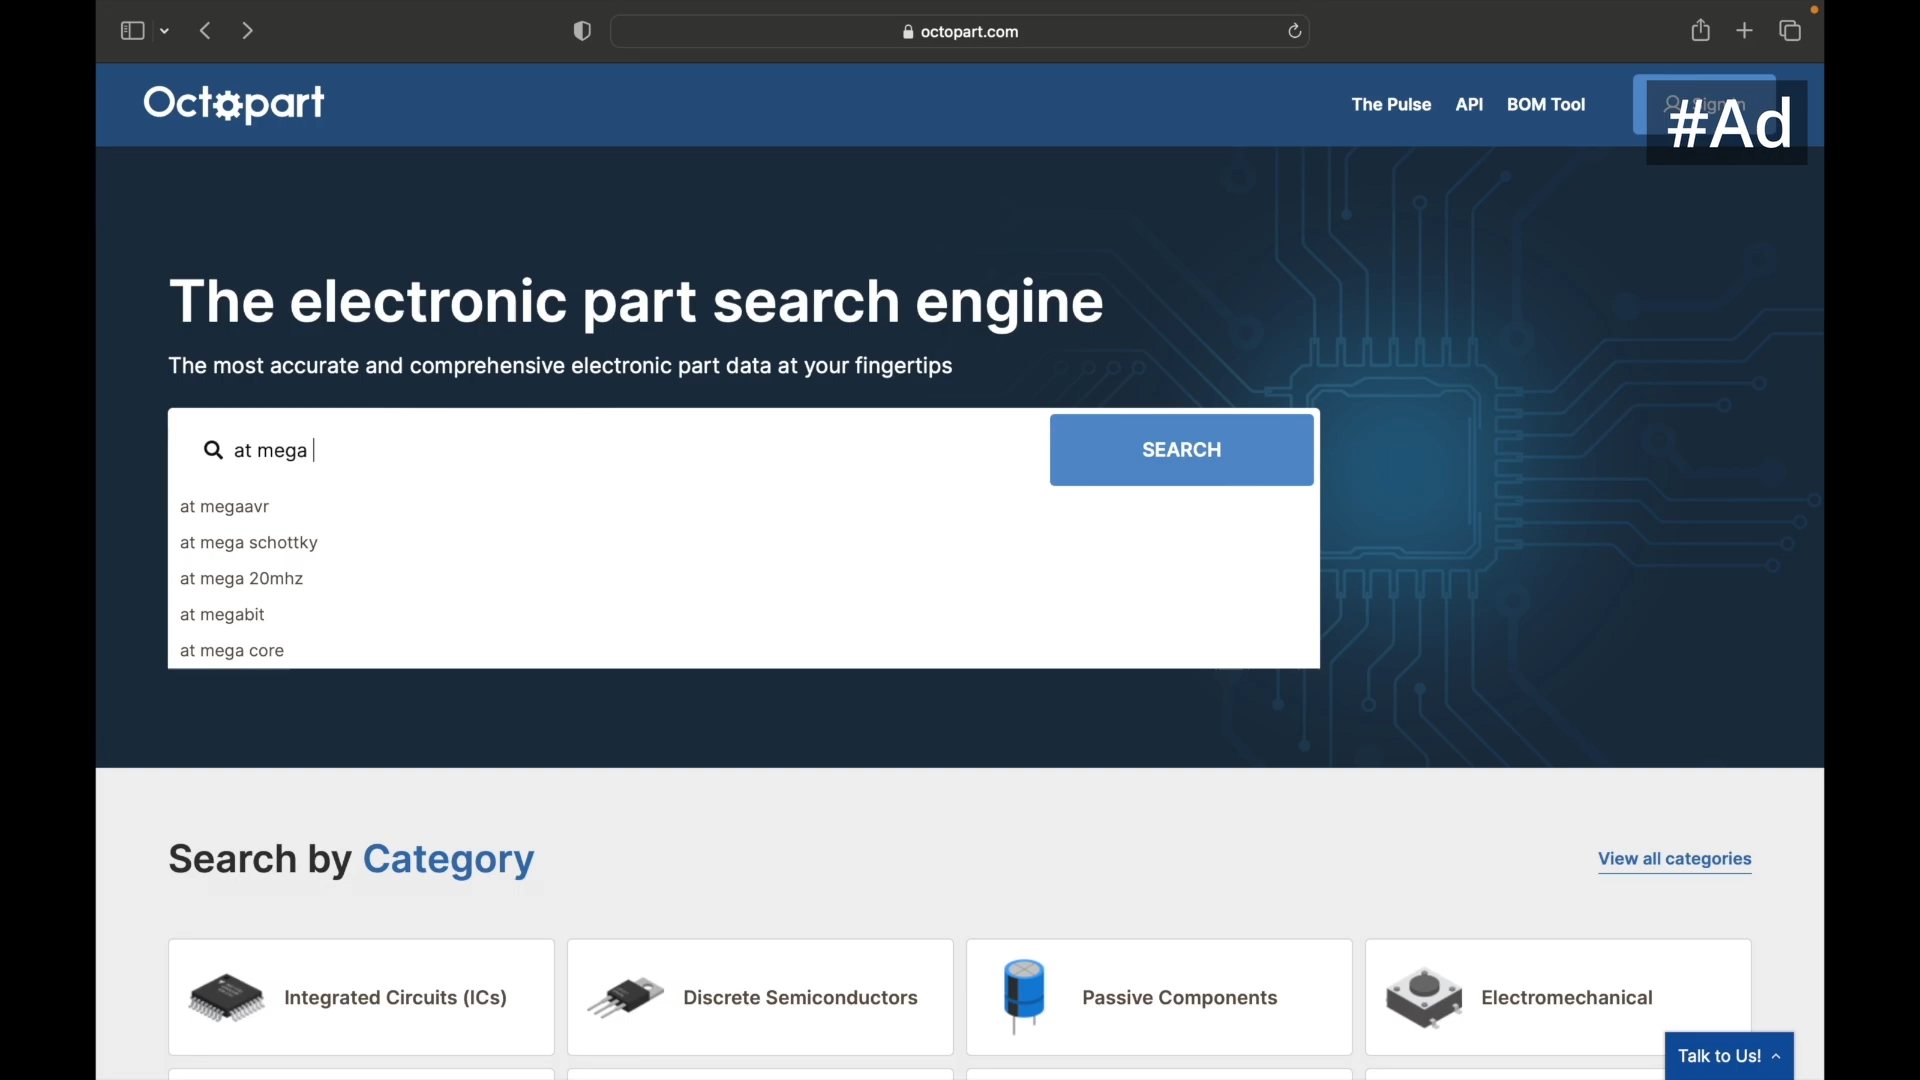 octopart.com
Octopart
The Pulse
API
BOM Tool
Sign in
#Ad
The electronic part search engine
The most accurate and comprehensive electronic part data at your fingertips
at mega
SEARCH
at megaavr
at mega schottky
at mega 20mhz
at megabit
at mega core
Search by Category
View all categories
Integrated Circuits (ICs)
Discrete Semiconductors
Passive Components
Electromechanical
Talk to Us!